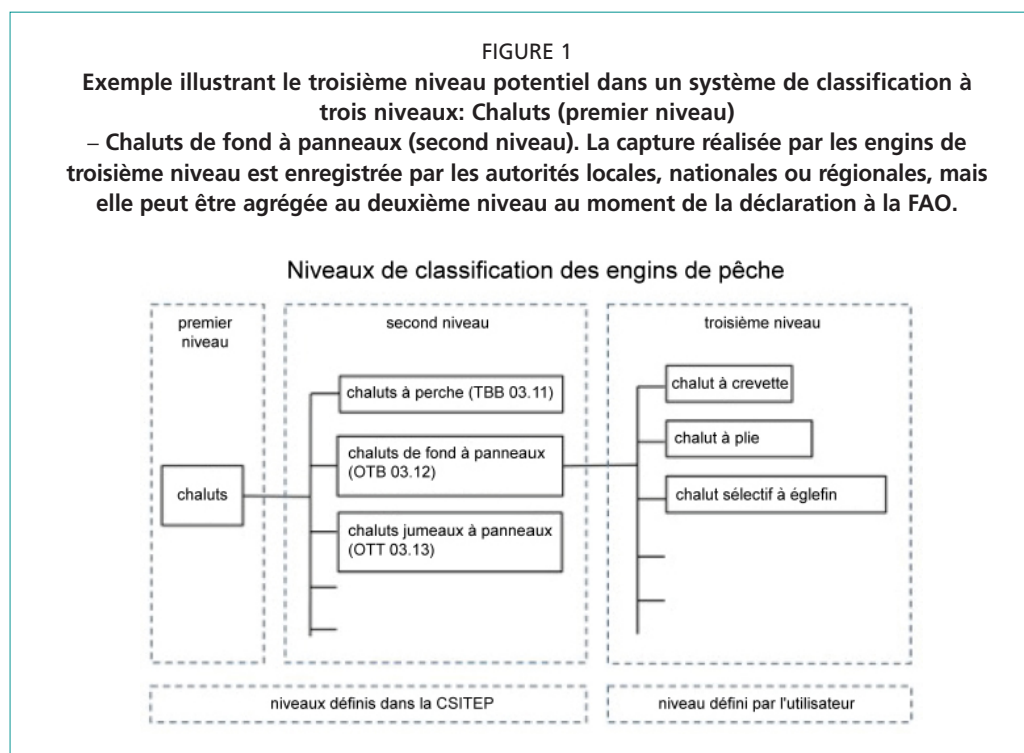 FIGURE 1
Exemple illustrant le troisième niveau potentiel dans un système de classification à
trois niveaux: Chaluts (premier niveau)
– Chaluts de fond à panneaux (second niveau). La capture réalisée par les engins de
troisième niveau est enregistrée par les autorités locales, nationales ou régionales, mais
elle peut être agrégée au deuxième niveau au moment de la déclaration à la FAO.
Niveaux de classification des engins de pêche
premier
niveau
chaluts
second niveau
chaluts à perche (TBB 03.11)
chaluts de fond à panneaux
(OTB 03.12)
chaluts jumeaux à panneaux
(OTT 03.13)
troisième niveau
chalut à crevette
chalut à plie
chalut sélectif à églefin
niveaux définis dans la CSITEP
niveau défini par l'utilisateur